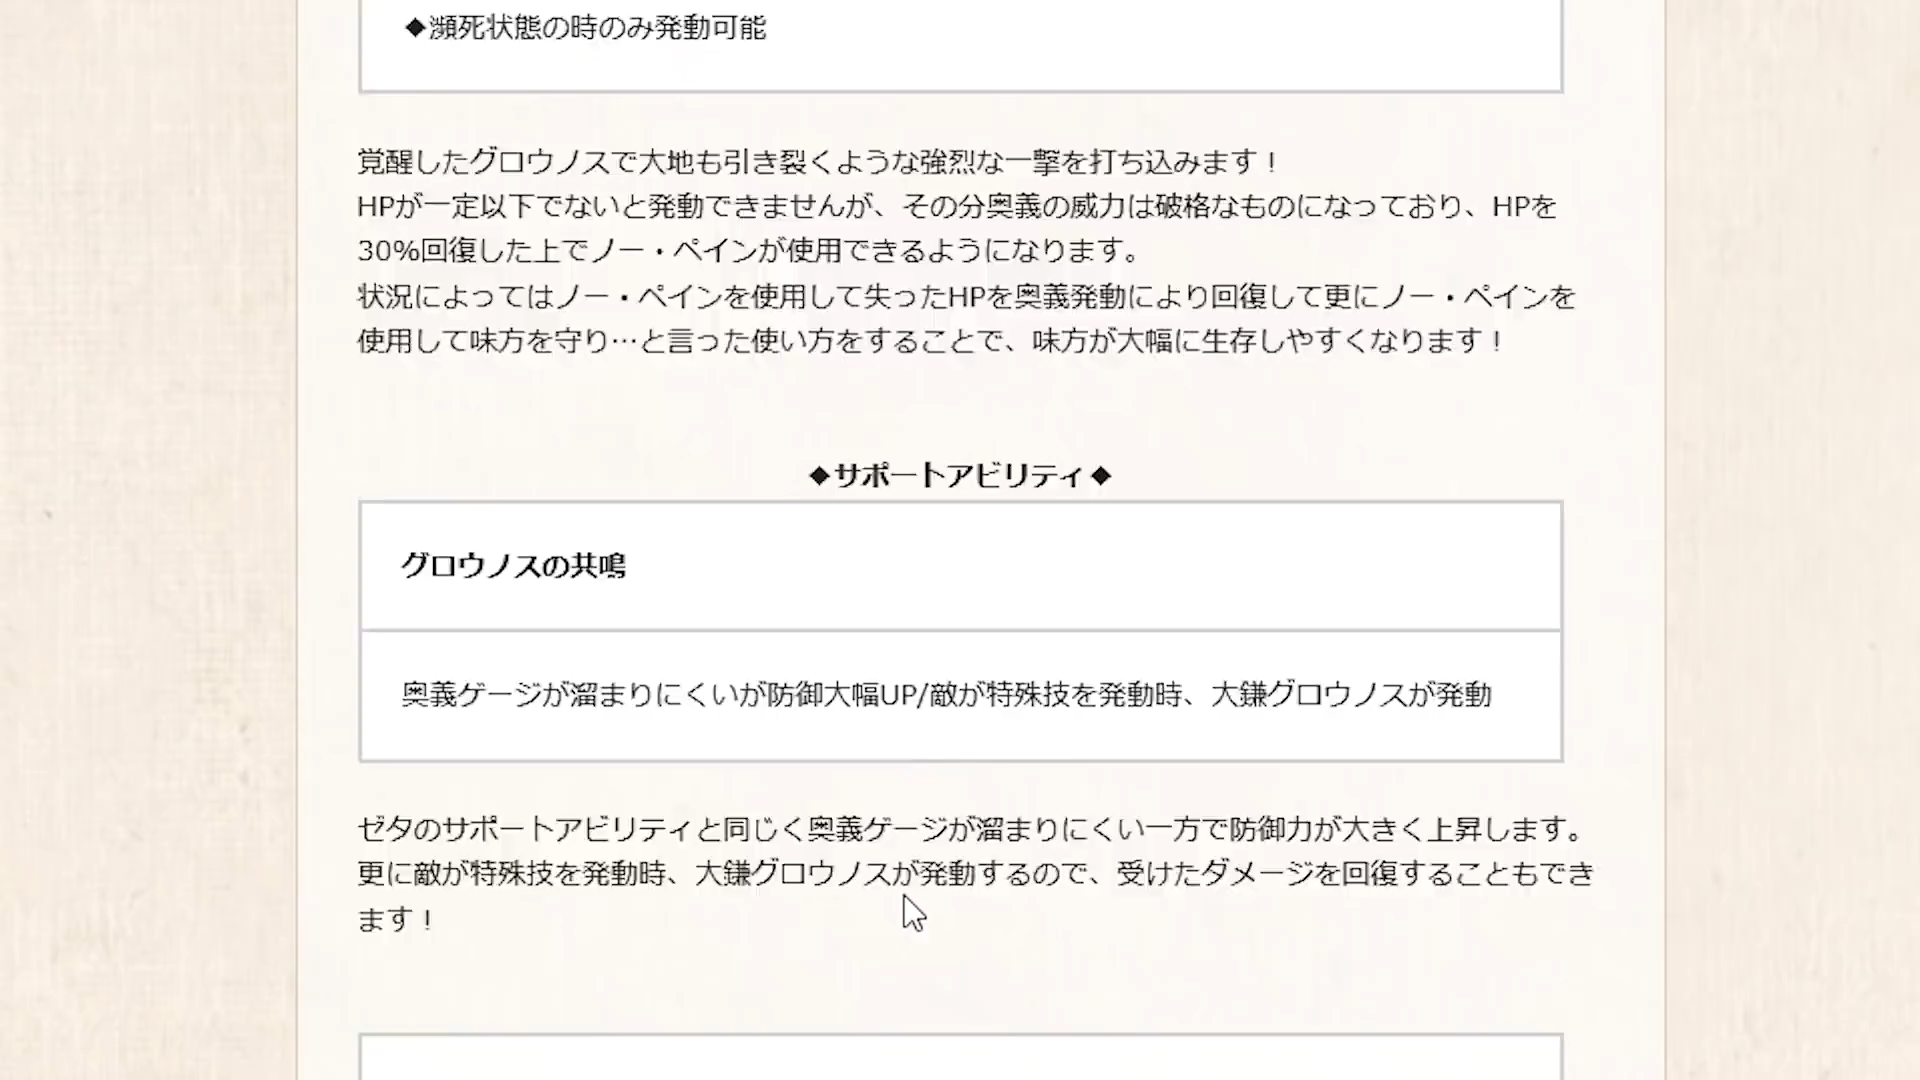 ◆瀕死状態の時のみ発動可能
覚醒したグロウノスで大地も引き裂くような強烈な一撃を打ち込みます！
HPが一定以下でないと発動できませんが、その分奥義の威力は破格なものになっており、HPを
30%回復した上でノー・ペインが使用できるようになります。
状況によってはノー・ペインを使用して失ったHPを奥義発動により回復して更にノー・ペインを
使用して味方を守り…と言った使い方をすることで、味方が大幅に生存しやすくなります！
◆サポートアビリティ◆
グロウノスの共鳴
奥義ゲージが溜まりにくいが防御大幅UP/敵が特殊技を発動時、大鎌グロウノスが発動
ゼタのサポートアビリティと同じく奥義ゲージが溜まりにくい一方で防御力が大きく上昇します。
更に敵が特殊技を発動時、大鎌グロウノスが発動するので、受けたダメージを回復することもでき
ます！